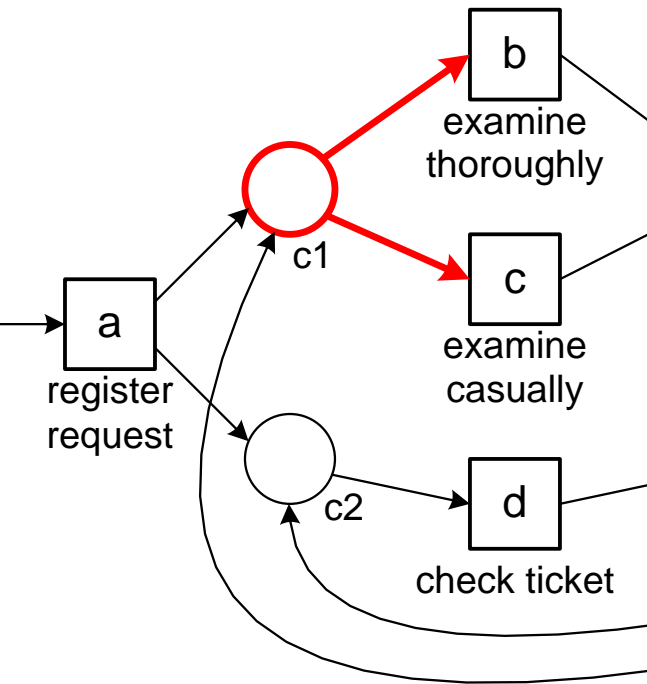 b
examine
thoroughly
c1
c
examine
casually
a
register
request
c2
d
check ticket